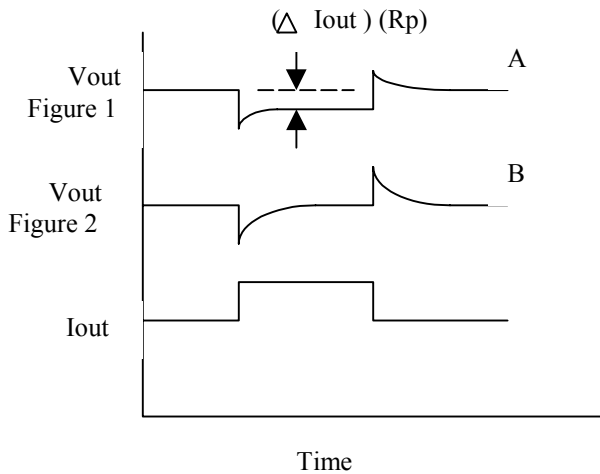 (△ Iout ) (Rp)
A
Vout
Figure 1
B
Vout
Figure 2
Iout
Time